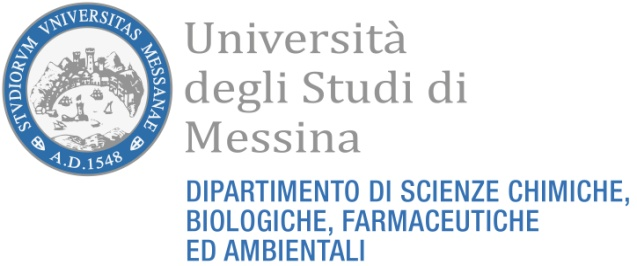 STVDIORVM VNIVERSITAS MESSANAE
A.D.1548
Università
degli Studi di
Messina
DIPARTIMENTO DI SCIENZE CHIMICHE,
BIOLOGICHE, FARMACEUTICHE
ED AMBIENTALI